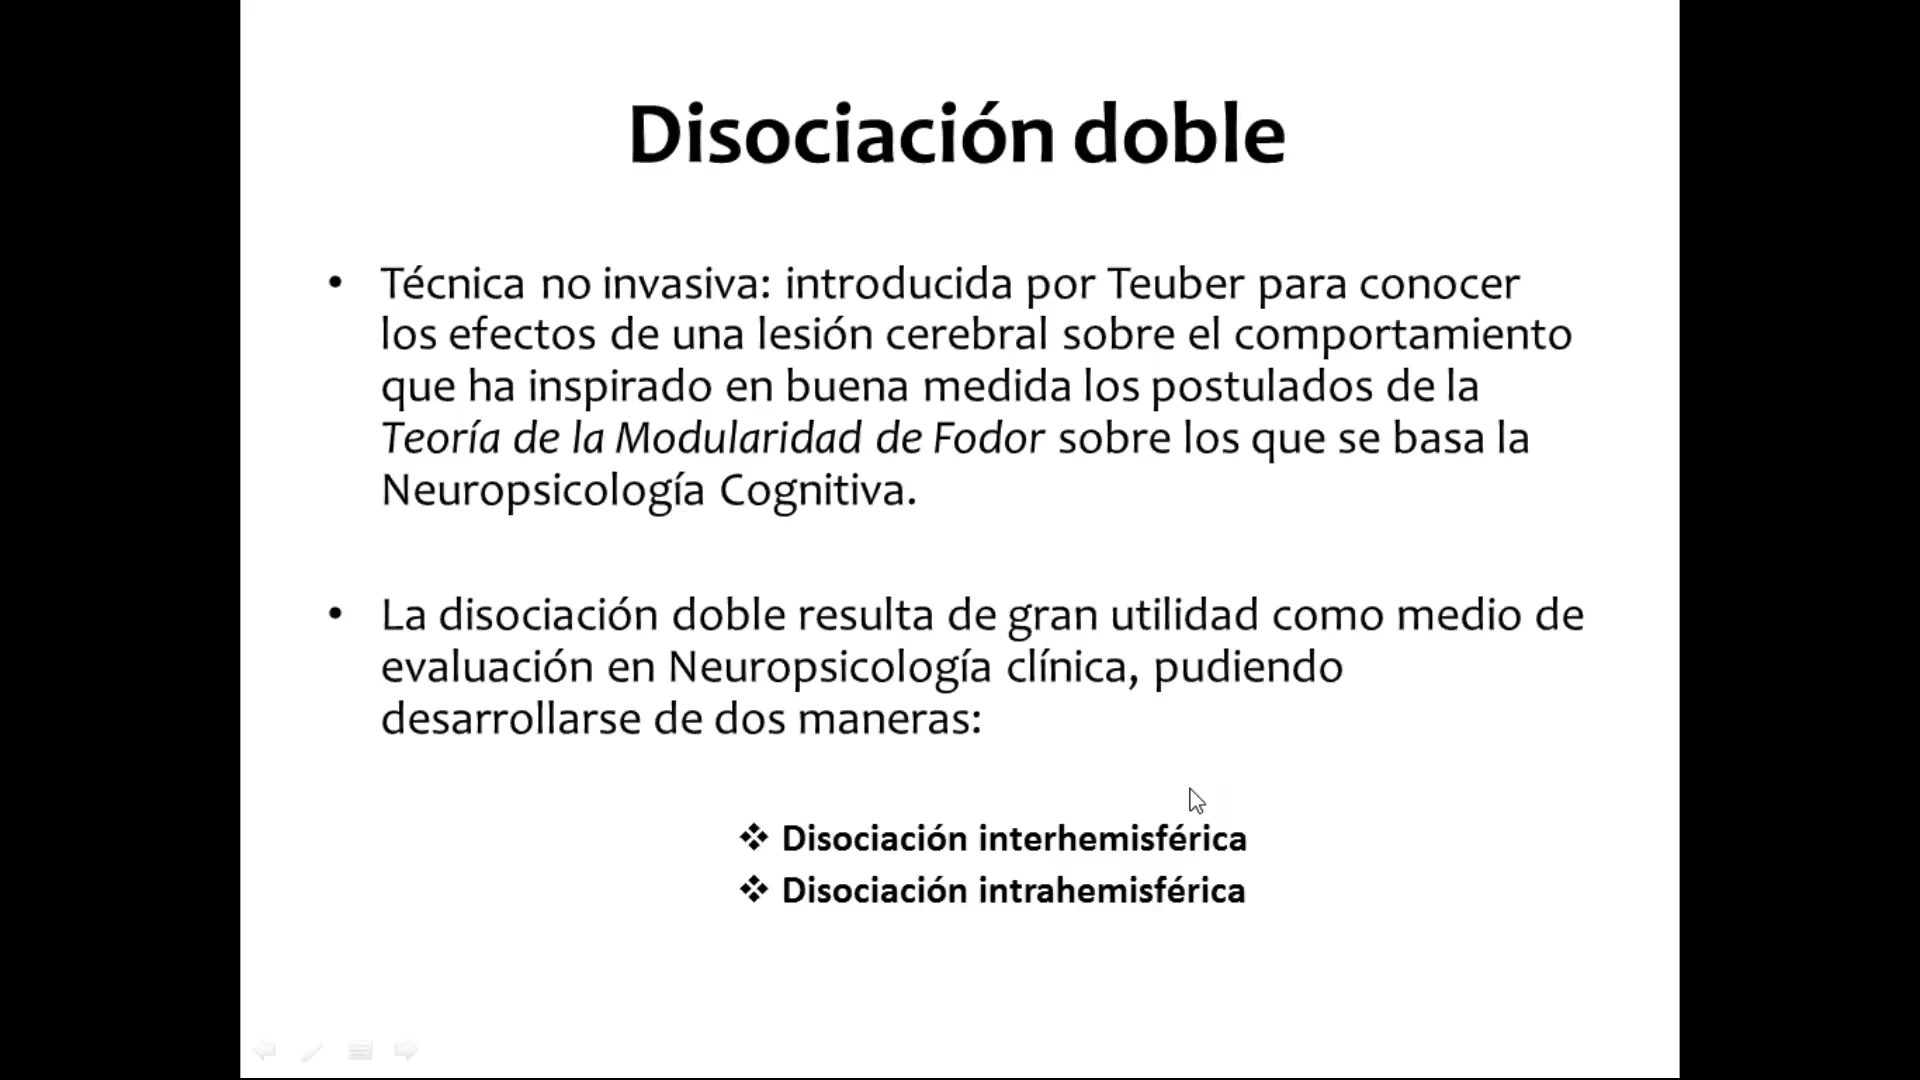 Disociación doble
• Técnica no invasiva: introducida por Teuber para conocer
los efectos de una lesión cerebral sobre el comportamiento
que ha inspirado en buena medida los postulados de la
Teoría de la Modularidad de Fodor sobre los que se basa la
Neuropsicología Cognitiva.
• La disociación doble resulta de gran utilidad como medio de
evaluación en Neuropsicología clínica, pudiendo
desarrollarse de dos maneras:
❖ Disociación interhemisférica
❖ Disociación intrahemisférica